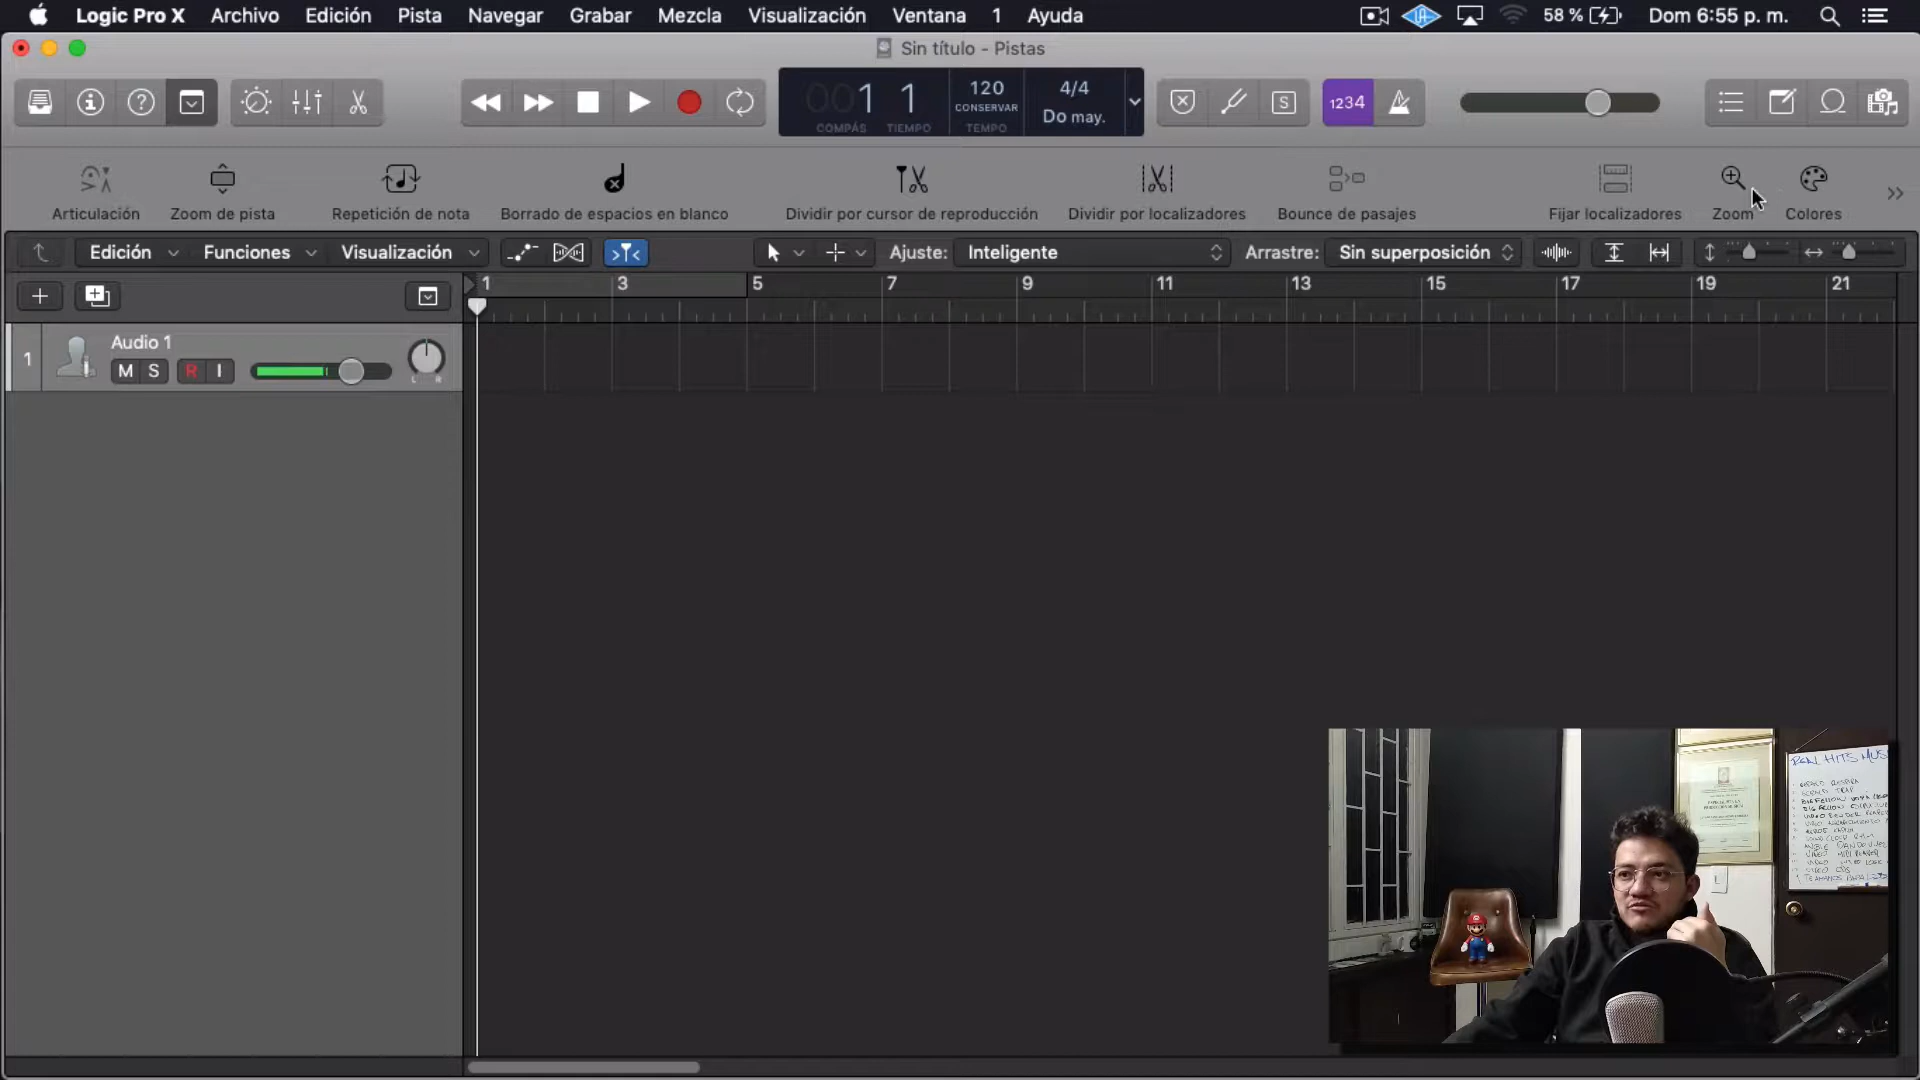 Logic Pro X Archivo Edición Pista Navegar Grabar Mezcla Visualización Ventana 1 Ayuda 58 % Dom 6:55 p. m.
Sin título - Pistas
001 1 120 4/4 1234
CONSERVAR Do may.
COMPÁS TIEMPO TEMPO
S
Articulación Zoom de pista Repetición de nota Borrado de espacios en blanco Dividir por cursor de reproducción Dividir por localizadores Bounce de pasajes Fijar localizadores Zoom Colores
Edición Funciones Visualización Ajuste: Inteligente Arrastre: Sin superposición
1 3 5 7 9 11 13 15 17 19 21
1 Audio 1
M S R I
L R
REAL HITS MUS